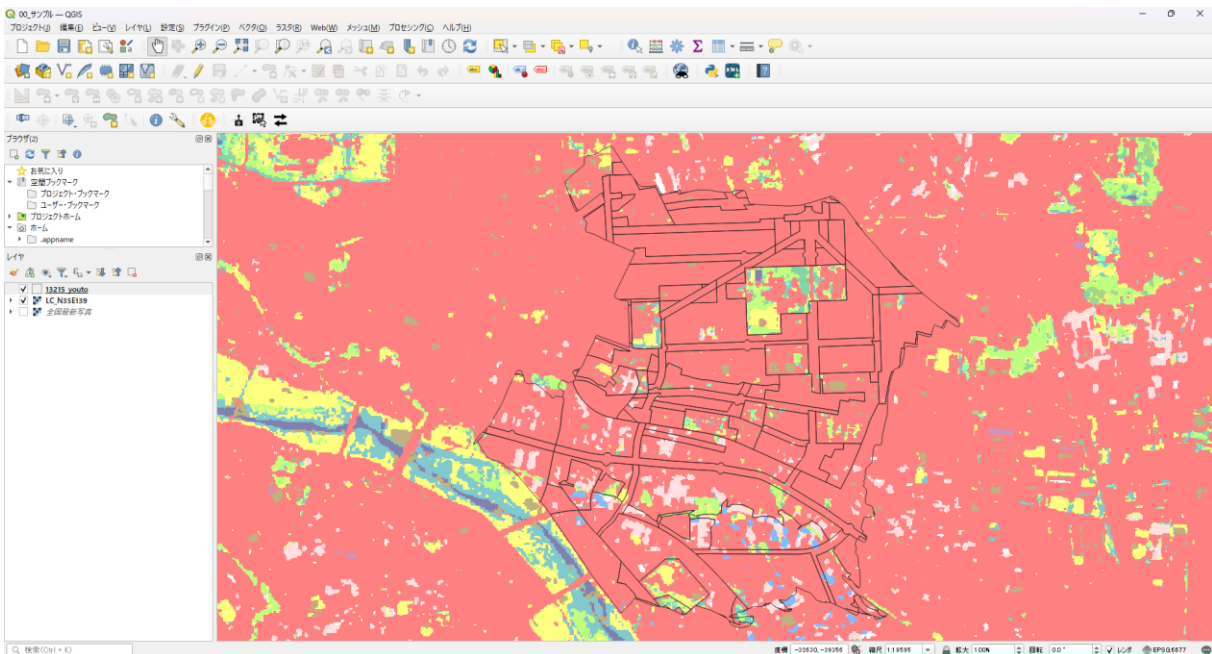 00_サンプル — QGIS
プロジェクト(J) 編集(E) ビュー(V) レイヤ(L) 設定(S) プラグイン(P) ベクタ(O) ラスタ(R) Web(W) メッシュ(M) プロセシング(C) ヘルプ(H)
ブラウザ(2)
お気に入り
空間ブックマーク
プロジェクト・ブックマーク
ユーザー・ブックマーク
プロジェクトホーム
ホーム
.appname
レイヤ
13215_youto
LC_N35E139
全国最新写真
検索(Ctrl + K)
座標 -32630,-39356 縮尺 1:18595 拡大 100% 回転 0.0° レンダ EPSG:6677